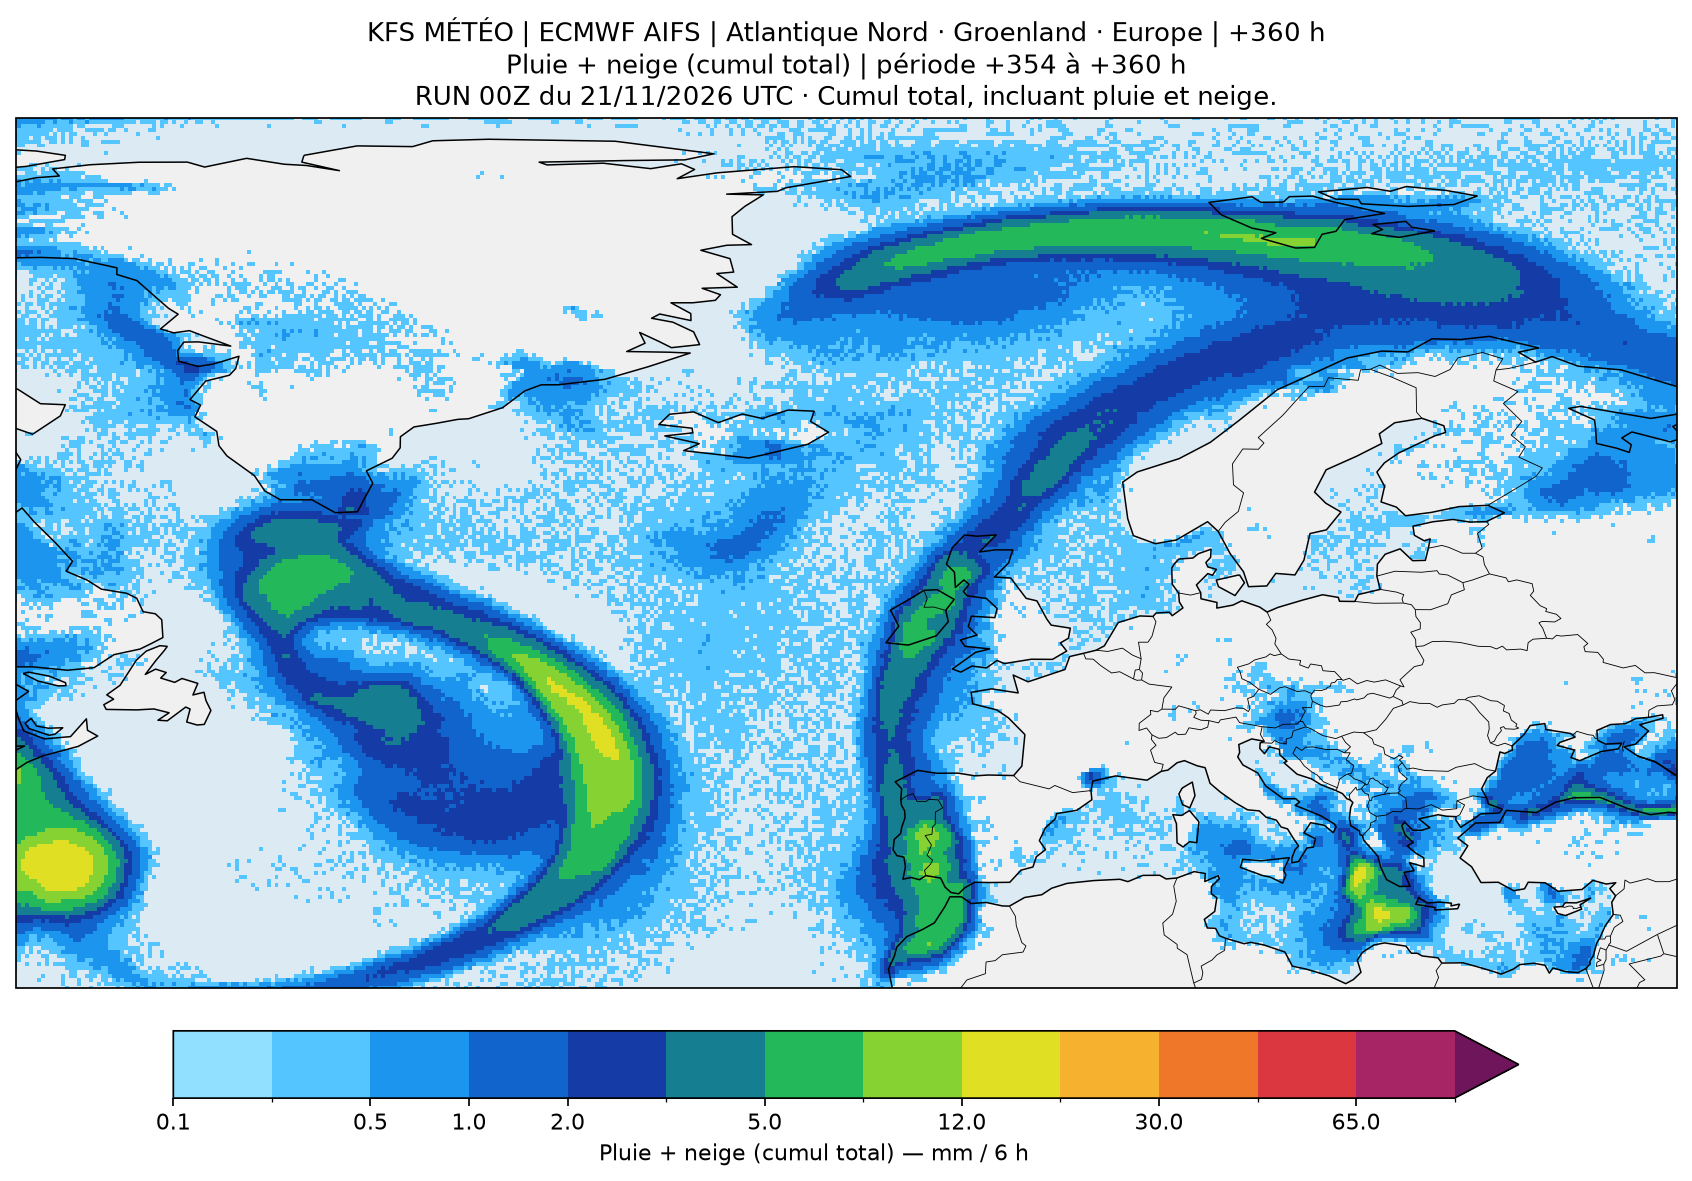 KFS MÉTÉO | ECMWF AIFS | Atlantique Nord · Groenland · Europe | +360 h
Pluie + neige (cumul total) | période +354 à +360 h
RUN 00Z du 21/11/2026 UTC · Cumul total, incluant pluie et neige.
0.1 0.5 1.0 2.0 5.0 12.0 30.0 65.0
Pluie + neige (cumul total) — mm / 6 h